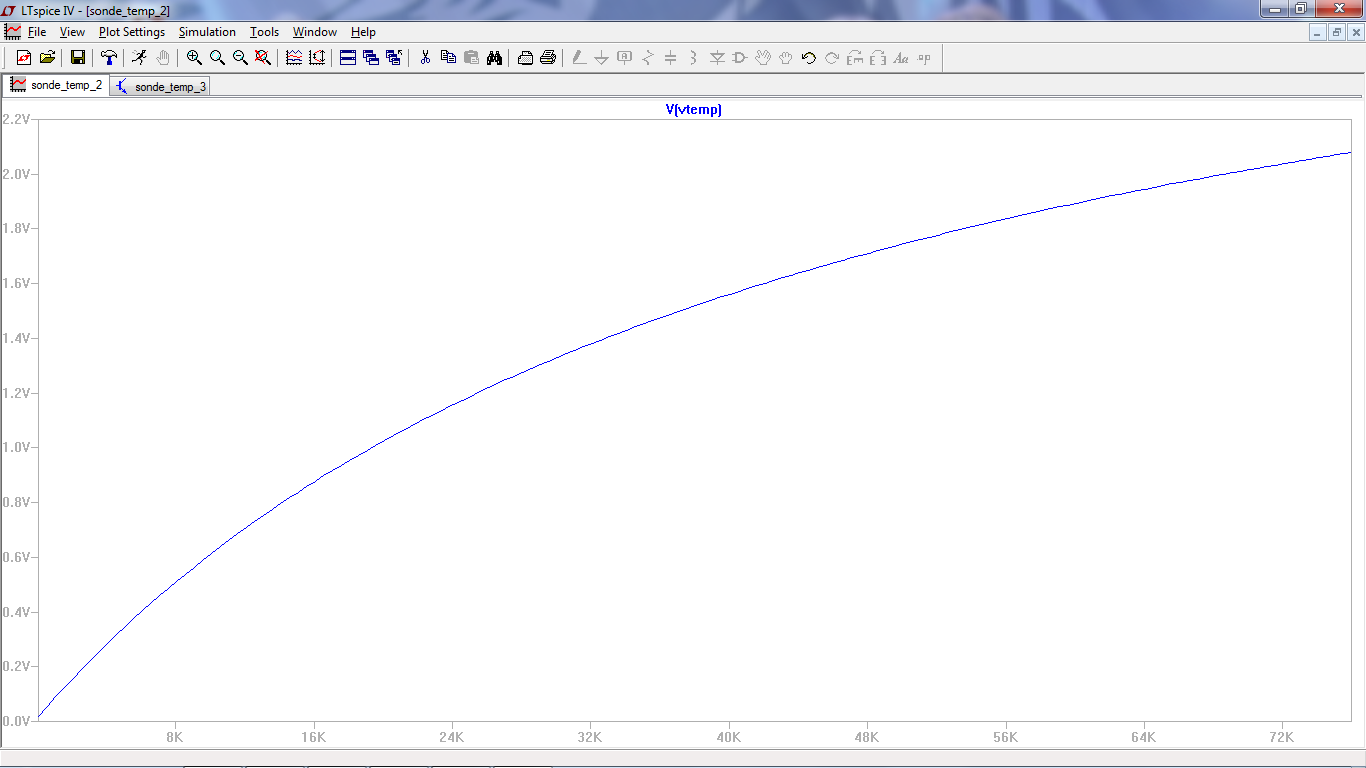 LTspice IV - [sonde_temp_2]
File View Plot Settings Simulation Tools Window Help
Aa .op
sonde_temp_2 sonde_temp_3
V(vtemp)
2.2V
2.0V
1.8V
1.6V
1.4V
1.2V
1.0V
0.8V
0.6V
0.4V
0.2V
0.0V
8K 16K 24K 32K 40K 48K 56K 64K 72K